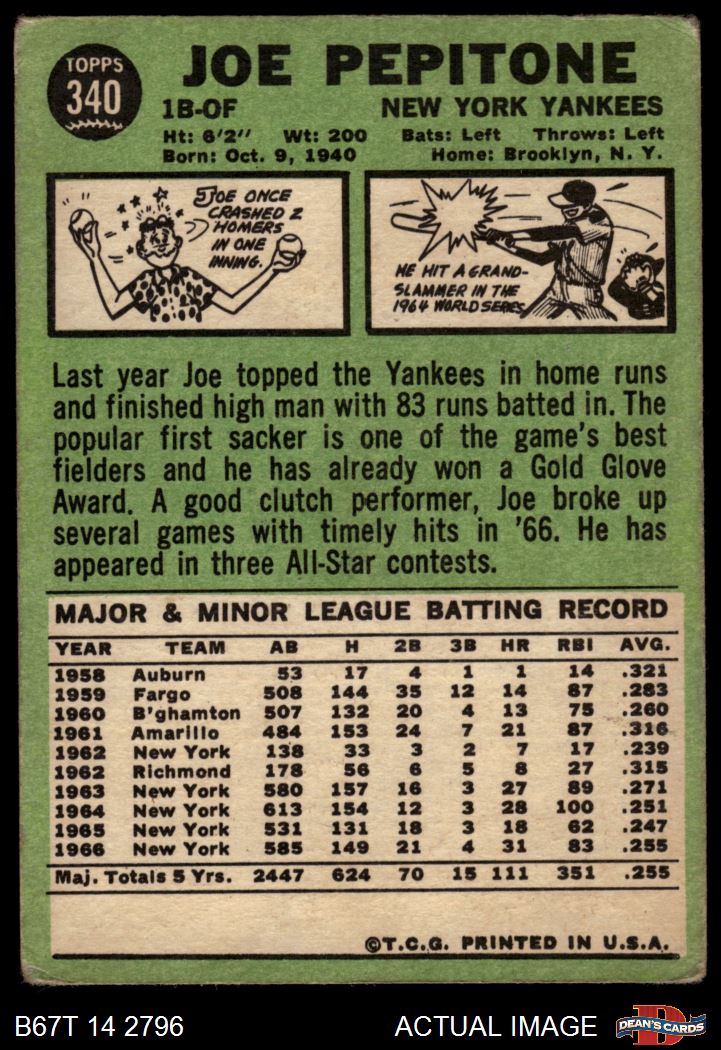 TOPPS
340
JOE PEPITONE
1B-OF NEW YORK YANKEES
Ht: 6'2" Wt: 200 Bats: Left Throws: Left
Born: Oct. 9, 1940 Home: Brooklyn, N. Y.
JOE ONCE
CRASHED 2
HOMERS
IN ONE
INNING.
HE HIT A GRAND-
SLAMMER IN THE
1964 WORLD SERIES
Last year Joe topped the Yankees in home runs
and finished high man with 83 runs batted in. The
popular first sacker is one of the game's best
fielders and he has already won a Gold Glove
Award. A good clutch performer, Joe broke up
several games with timely hits in '66. He has
appeared in three All-Star contests.
MAJOR & MINOR LEAGUE BATTING RECORD
YEAR TEAM AB H 2B 3B HR RBI AVG.
1958 Auburn 53 17 4 1 1 14 .321
1959 Fargo 508 144 35 12 14 87 .283
1960 B'ghamton 507 132 20 4 13 75 .260
1961 Amarillo 484 153 24 7 21 87 .316
1962 New York 138 33 3 2 7 17 .239
1962 Richmond 178 56 6 5 8 27 .315
1963 New York 580 157 16 3 27 89 .271
1964 New York 613 154 12 3 28 100 .251
1965 New York 531 131 18 3 18 62 .247
1966 New York 585 149 21 4 31 83 .255
Maj. Totals 5 Yrs. 2447 624 70 15 111 351 .255
©T.C.G. PRINTED IN U.S.A.
B67T 14 2796 ACTUAL IMAGE
D
DEAN'S CARDS